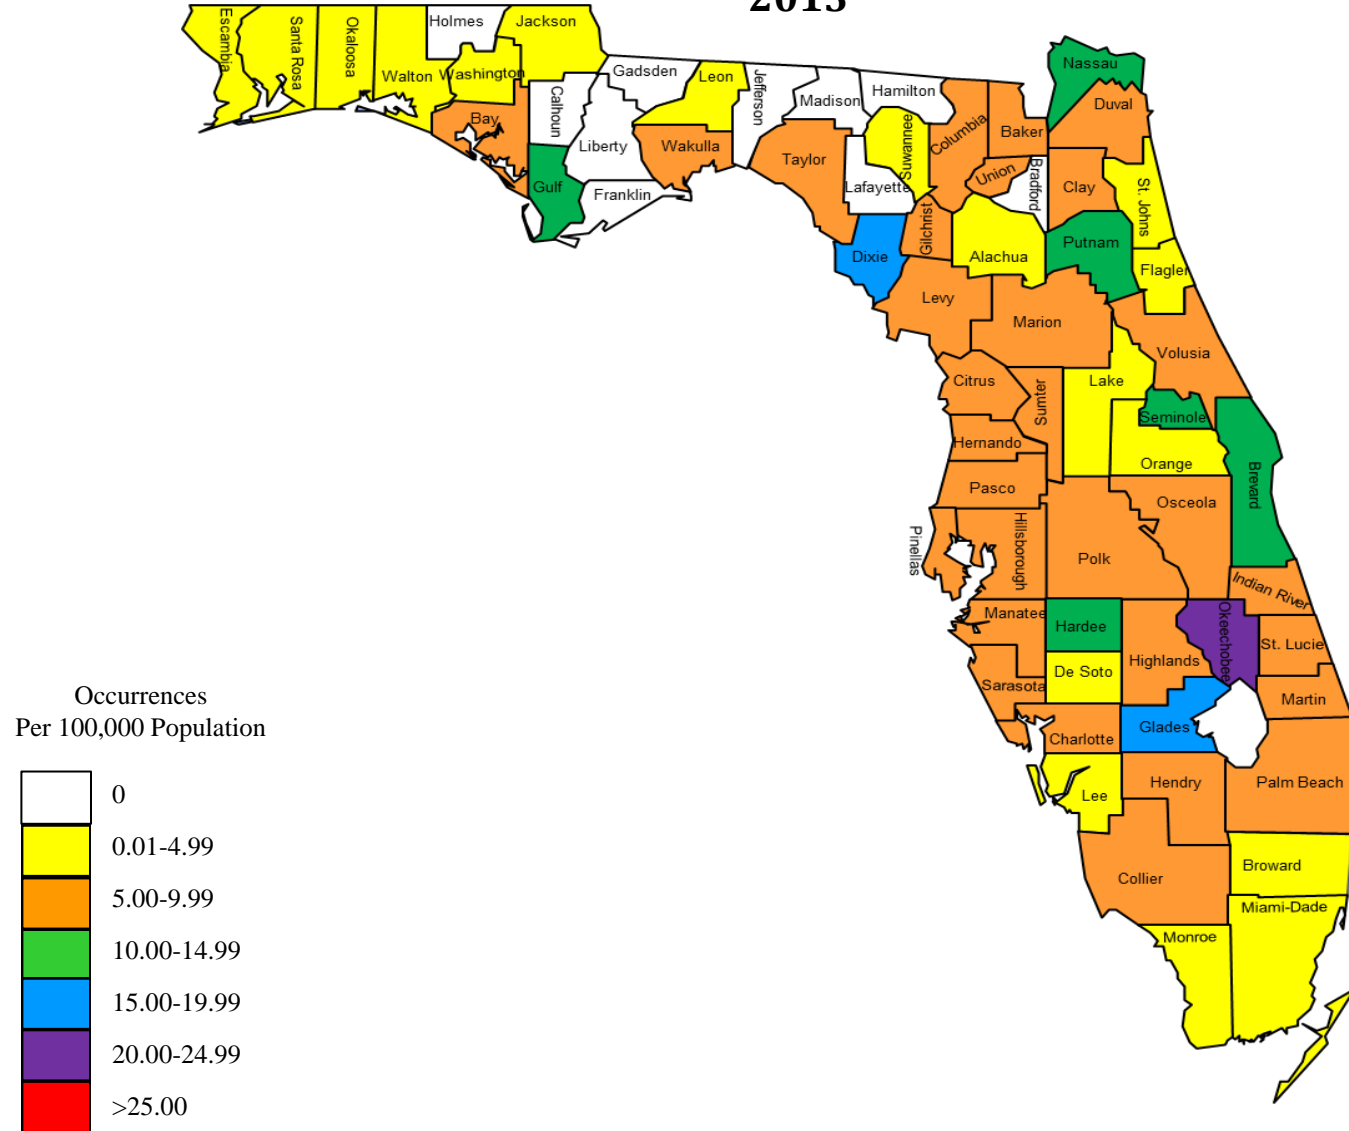 2013
Escambia
Santa Rosa
Okaloosa
Walton
Holmes
Washington
Jackson
Bay
Calhoun
Gulf
Liberty
Gadsden
Franklin
Leon
Wakulla
Jefferson
Madison
Taylor
Hamilton
Suwannee
Lafayette
Dixie
Columbia
Gilchrist
Baker
Union
Bradford
Nassau
Duval
Clay
St. Johns
Putnam
Alachua
Flagler
Levy
Marion
Volusia
Citrus
Sumter
Lake
Seminole
Hernando
Orange
Brevard
Pasco
Osceola
Pinellas
Hillsborough
Polk
Indian River
Manatee
Hardee
Okeechobee
St. Lucie
Highlands
De Soto
Sarasota
Martin
Glades
Charlotte
Lee
Hendry
Palm Beach
Collier
Broward
Miami-Dade
Monroe
Occurrences
Per 100,000 Population
0
0.01-4.99
5.00-9.99
10.00-14.99
15.00-19.99
20.00-24.99
>25.00